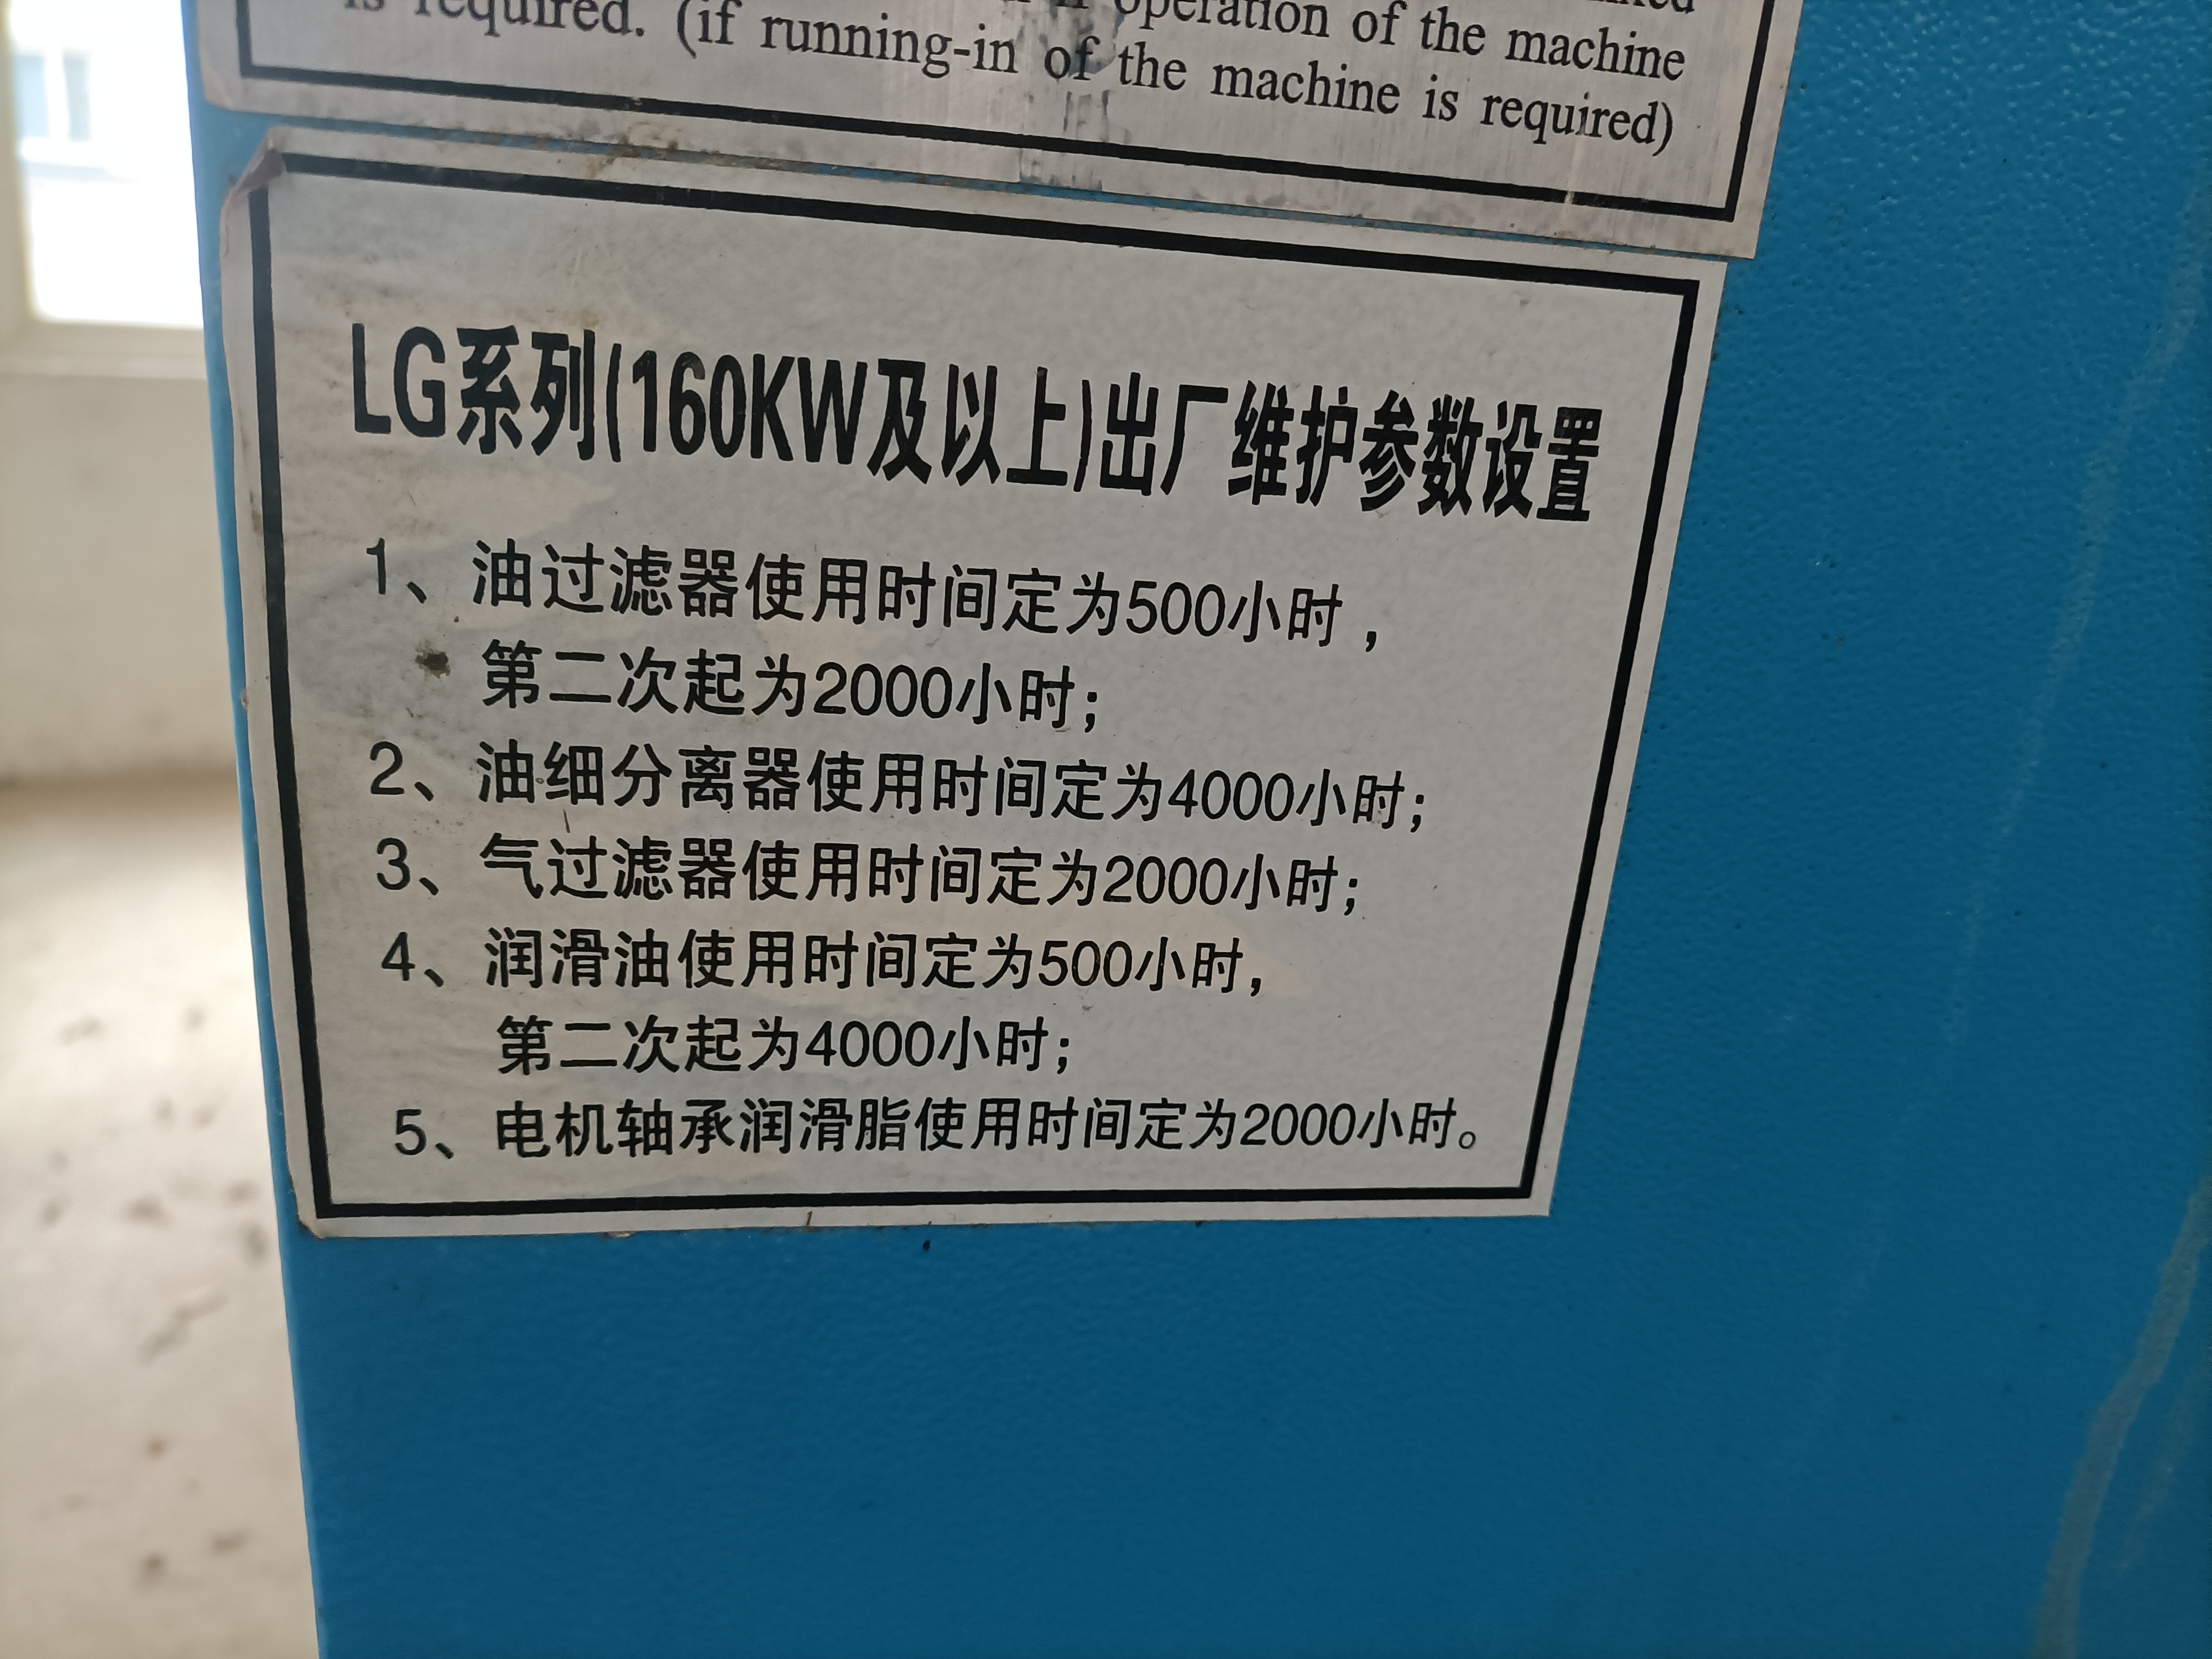 is required. (if running-in of the machine is required)
operation of the machine
LG系列(160KW及以上)出厂维护参数设置
1、油过滤器使用时间定为500小时，
第二次起为2000小时；
2、油细分离器使用时间定为4000小时；
3、气过滤器使用时间定为2000小时；
4、润滑油使用时间定为500小时，
第二次起为4000小时；
5、电机轴承润滑脂使用时间定为2000小时。